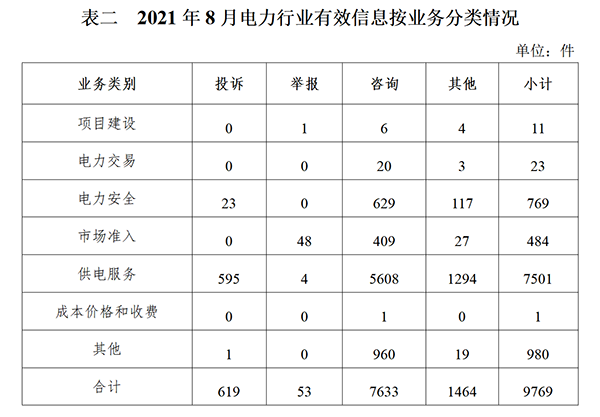 表二 2021 年 8 月电力行业有效信息按业务分类情况
单位：件
业务类别 投诉 举报 咨询 其他 小计
项目建设 0 1 6 4 11
电力交易 0 0 20 3 23
电力安全 23 0 629 117 769
市场准入 0 48 409 27 484
供电服务 595 4 5608 1294 7501
成本价格和收费 0 0 1 0 1
其他 1 0 960 19 980
合计 619 53 7633 1464 9769